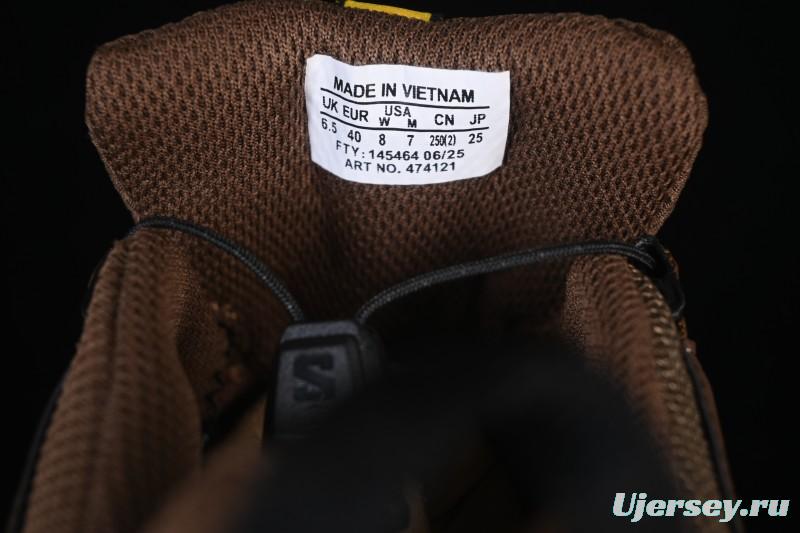 MADE IN VIETNAM
UK EUR USA CN JP
W M
6.5 40 8 7 250(2) 25
FTY: 145464 06/25
ART NO. 474121
S
Ujersey.ru